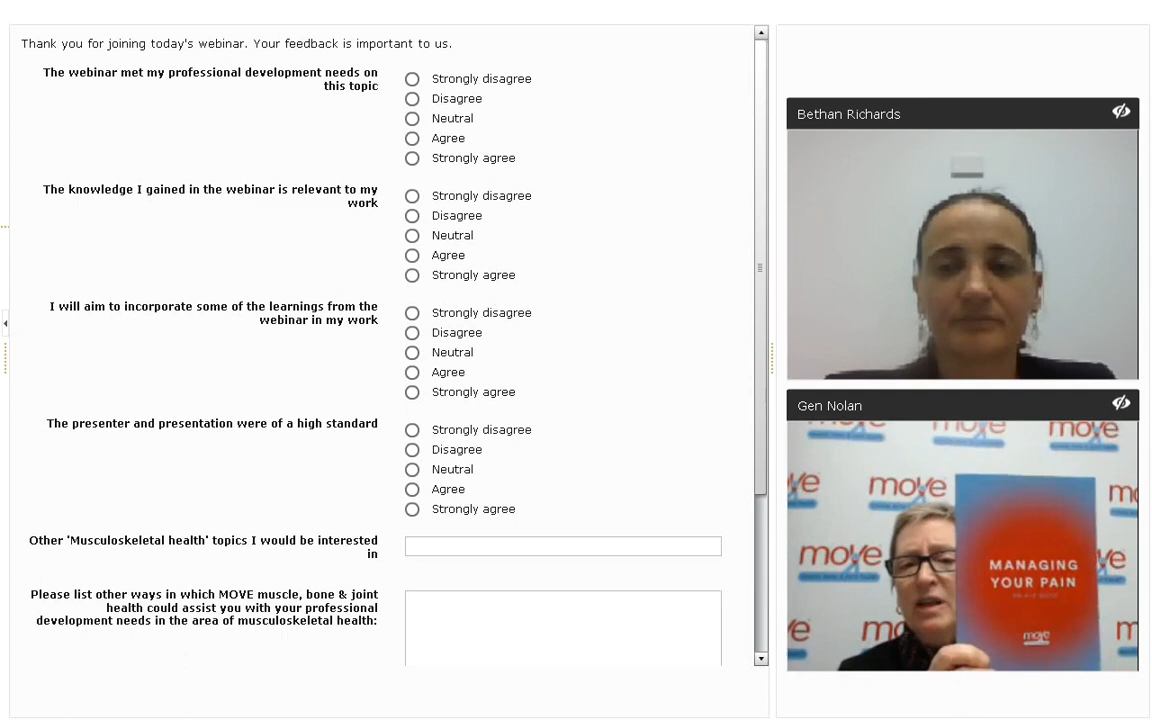 Thank you for joining today's webinar. Your feedback is important to us.
The webinar met my professional development needs on
this topic
Strongly disagree
Disagree
Neutral
Agree
Strongly agree
The knowledge I gained in the webinar is relevant to my
work
Strongly disagree
Disagree
Neutral
Agree
Strongly agree
I will aim to incorporate some of the learnings from the
webinar in my work
Strongly disagree
Disagree
Neutral
Agree
Strongly agree
The presenter and presentation were of a high standard
Strongly disagree
Disagree
Neutral
Agree
Strongly agree
Other 'Musculoskeletal health' topics I would be interested
in
Please list other ways in which MOVE muscle, bone & joint
health could assist you with your professional
development needs in the area of musculoskeletal health:
Bethan Richards
Gen Nolan
move
move
move
move
move
MANAGING
YOUR PAIN
move